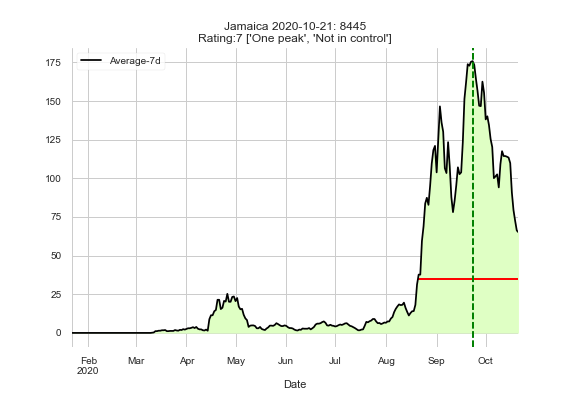 Jamaica 2020-10-21: 8445
Rating:7 ['One peak', 'Not in control']
Average-7d
175
150
125
100
75
50
25
0
Feb
2020
Mar
Apr
May
Jun
Jul
Aug
Sep
Oct
Date